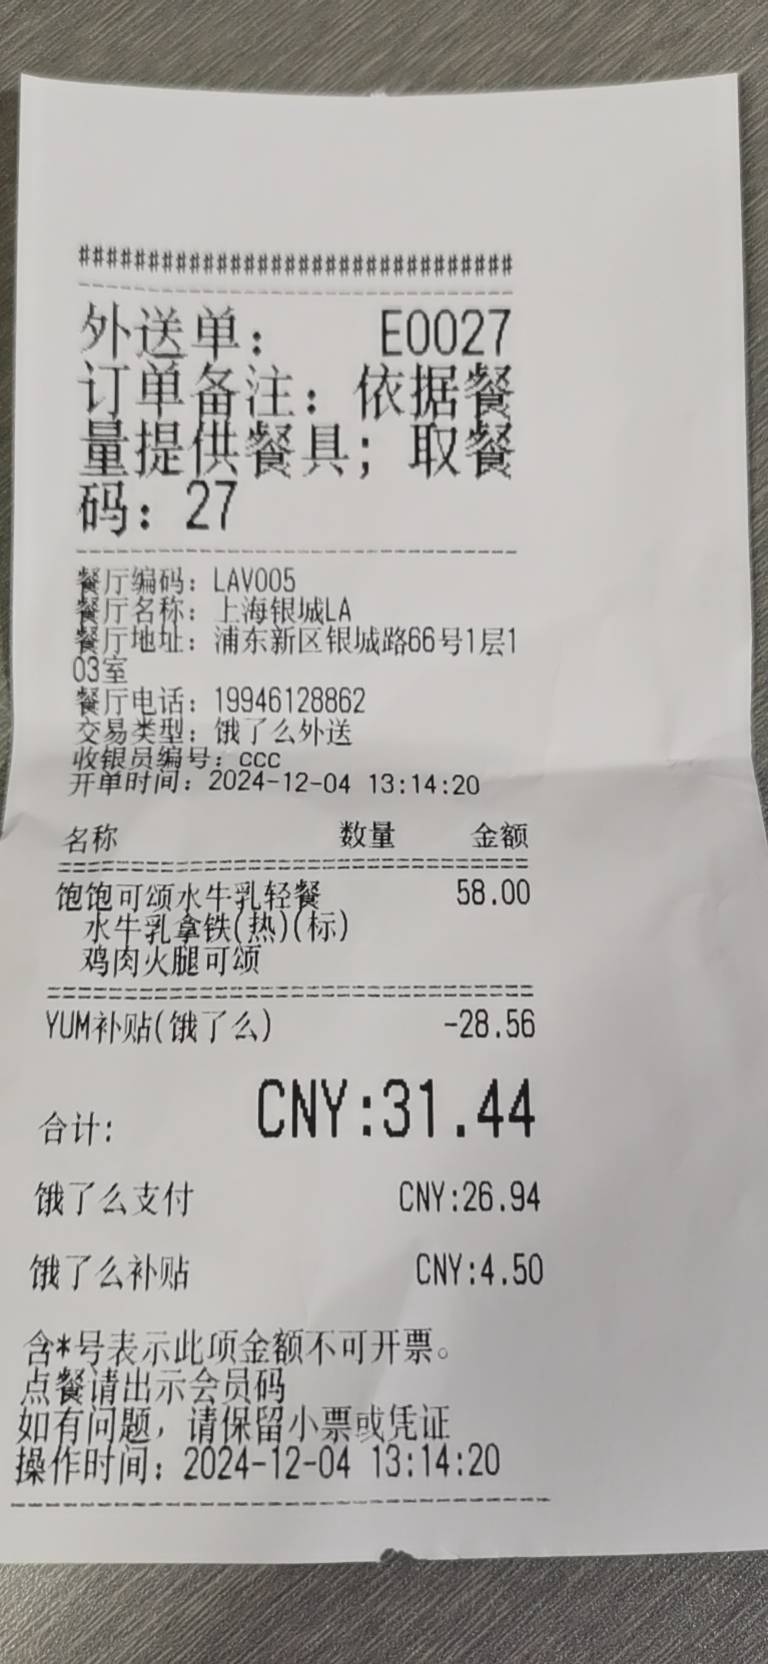 ################################
外送单： E0027
订单备注：依据餐
量提供餐具；取餐
码：27
餐厅编码：LAV005
餐厅名称：上海银城LA
餐厅地址：浦东新区银城路66号1层1
03室
餐厅电话：19946128862
交易类型：饿了么外送
收银员编号：ccc
开单时间：2024-12-04 13:14:20
名称 数量 金额
饱饱可颂水牛乳轻餐 58.00
水牛乳拿铁(热)(标)
鸡肉火腿可颂
YUM补贴(饿了么) -28.56
合计: CNY:31.44
饿了么支付 CNY:26.94
饿了么补贴 CNY:4.50
含*号表示此项金额不可开票。
点餐请出示会员码
如有问题，请保留小票或凭证
操作时间：2024-12-04 13:14:20